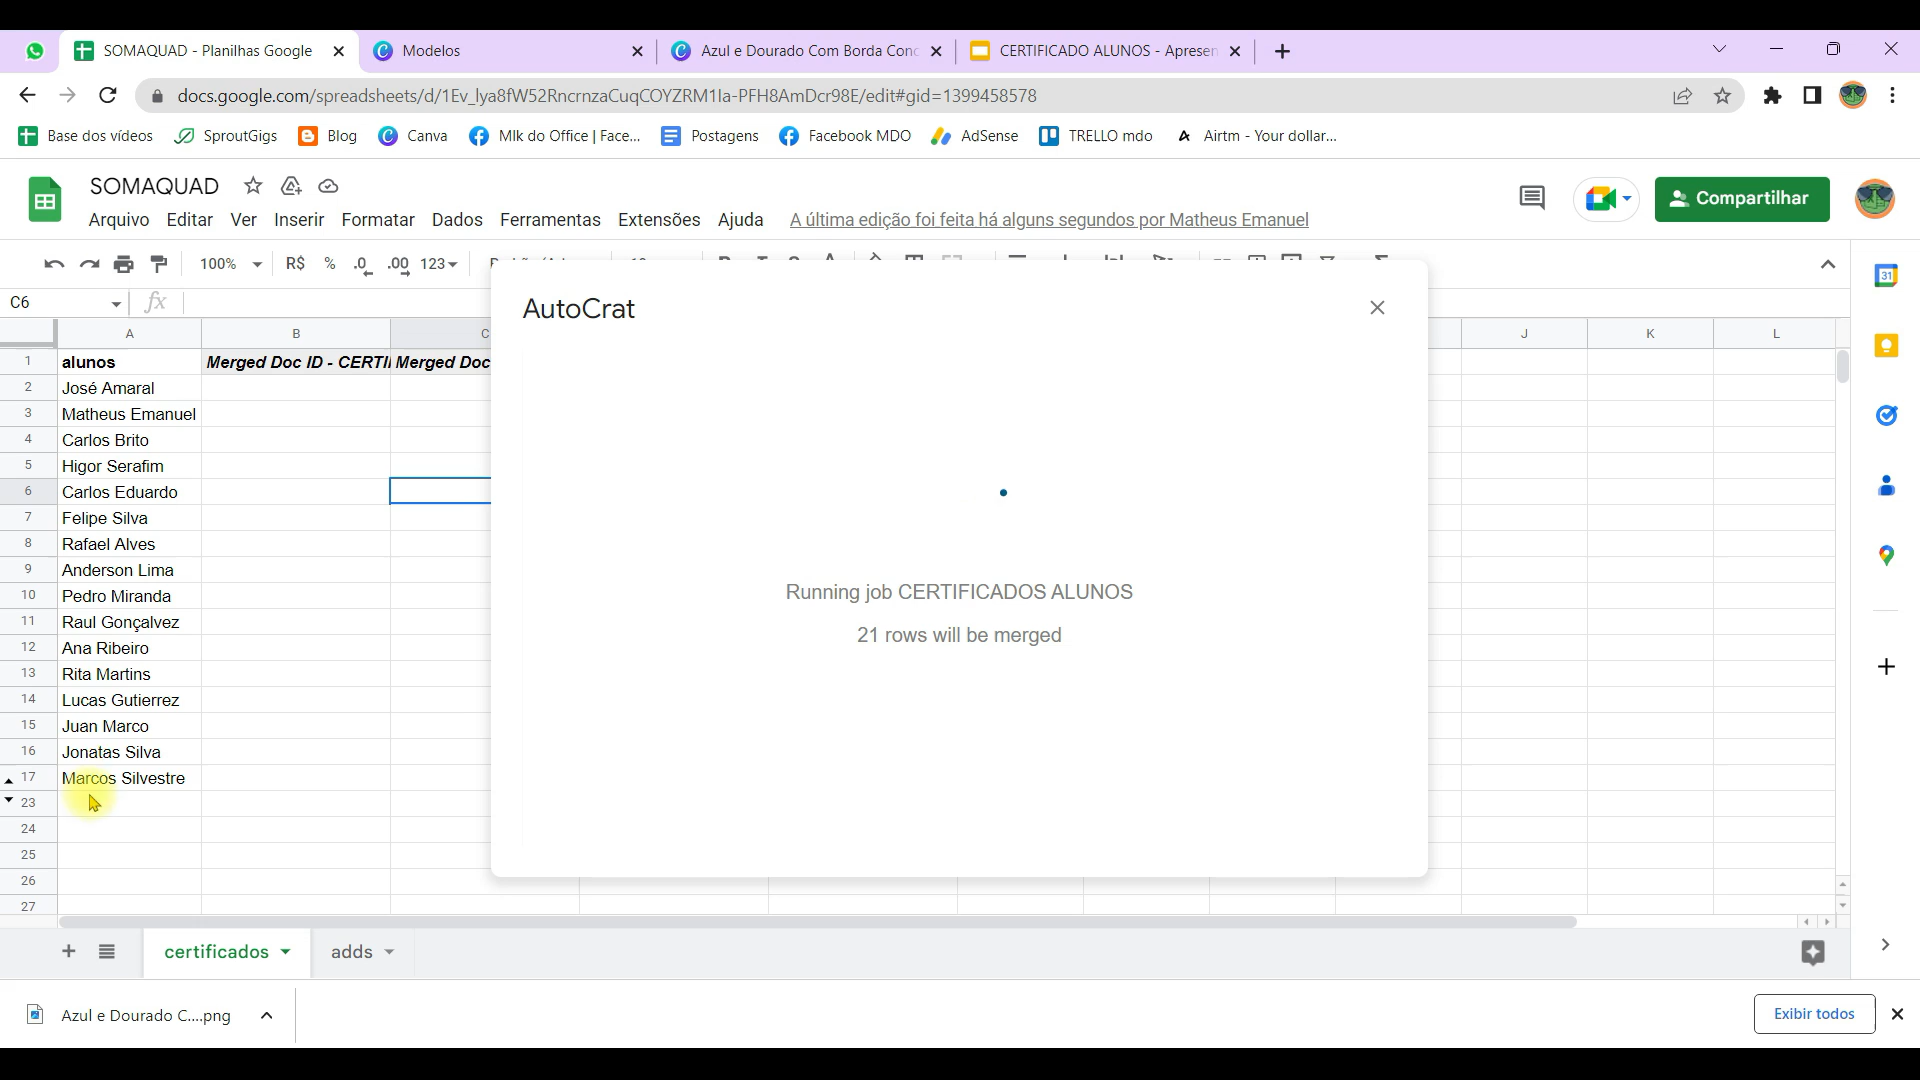 SOMAQUAD - Planilhas Google
Modelos
Azul e Dourado Com Borda Conc
CERTIFICADO ALUNOS - Apresen
docs.google.com/spreadsheets/d/1Ev_lya8fW52RncrnzaCuqCOYZRM1la-PFH8AmDcr98E/edit#gid=1399458578
Base dos vídeos
SproutGigs
Blog
Canva
Mlk do Office | Face...
Postagens
Facebook MDO
AdSense
TRELLO mdo
Airtm - Your dollar...
SOMAQUAD
Compartilhar
Arquivo Editar Ver Inserir Formatar Dados Ferramentas Extensões Ajuda
A última edição foi feita há alguns segundos por Matheus Emanuel
100% R$ % .0 .00 123
31
C6
fx
AutoCrat
A B C J K L
1 alunos Merged Doc ID - CERTII Merged Doc
2 José Amaral
3 Matheus Emanuel
4 Carlos Brito
5 Higor Serafim
6 Carlos Eduardo
7 Felipe Silva
8 Rafael Alves
9 Anderson Lima
10 Pedro Miranda
11 Raul Gonçalvez
12 Ana Ribeiro
13 Rita Martins
14 Lucas Gutierrez
15 Juan Marco
16 Jonatas Silva
17 Marcos Silvestre
23
24
25
26
27
Running job CERTIFICADOS ALUNOS
21 rows will be merged
certificados
adds
Azul e Dourado C....png
Exibir todos